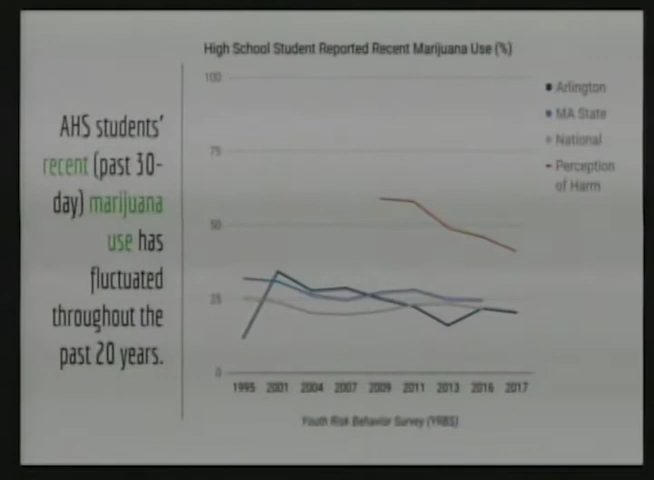 High School Student Reported Recent Marijuana Use (%)
AHS students'
recent (past 30-
day) marijuana
use has
fluctuated
throughout the
past 20 years.
100
75
50
25
0
1995 2001 2004 2007 2009 2011 2013 2016 2017
Youth Risk Behavior Survey (YRBS)
Arlington
MA State
National
Perception
of Harm